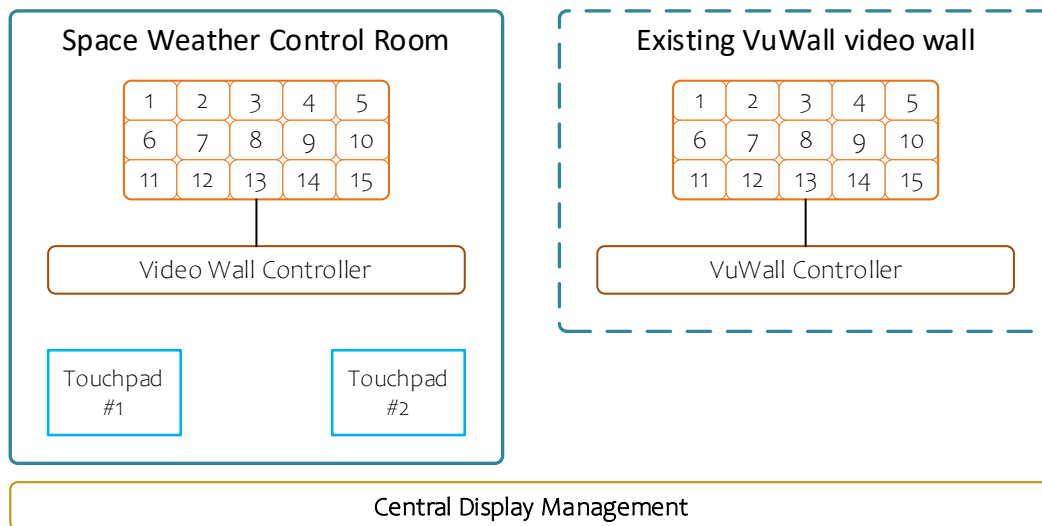 Space Weather Control Room
1 2 3 4 5
6 7 8 9 10
11 12 13 14 15
Video Wall Controller
Touchpad
#1
Touchpad
#2
Existing VuWall video wall
1 2 3 4 5
6 7 8 9 10
11 12 13 14 15
VuWall Controller
Central Display Management